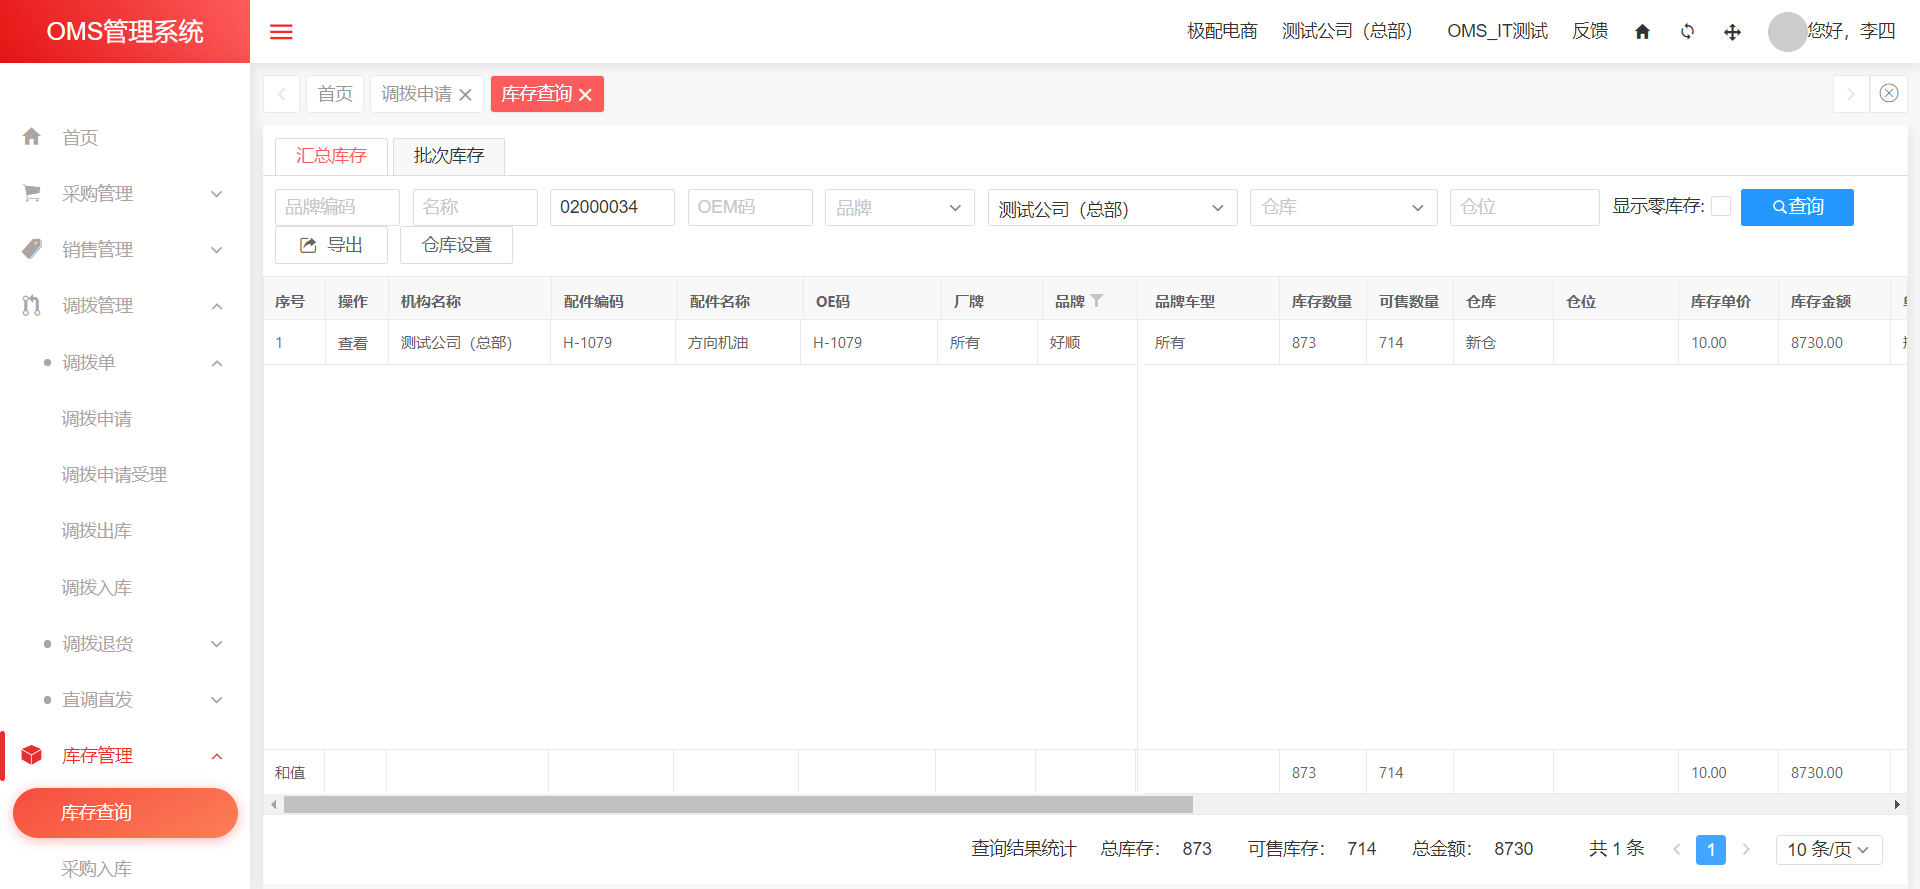 OMS管理系统
极配电商 测试公司（总部） OMS_IT测试 反馈 您好，李四
首页 调拨申请 库存查询
首页
采购管理
销售管理
调拨管理
调拨单
调拨申请
调拨申请受理
调拨出库
调拨入库
调拨退货
直调直发
库存管理
库存查询
采购入库
汇总库存 批次库存
品牌编码 名称 02000034 OEM码 品牌 测试公司（总部） 仓库 仓位 显示零库存: 查询
导出 仓库设置
序号 操作 机构名称 配件编码 配件名称 OE码 厂牌 品牌 品牌车型 库存数量 可售数量 仓库 仓位 库存单价 库存金额
1 查看 测试公司（总部） H-1079 方向机油 H-1079 所有 好顺 所有 873 714 新仓 10.00 8730.00
和值 873 714 10.00 8730.00
查询结果统计 总库存： 873 可售库存： 714 总金额： 8730 共 1 条 1 10 条/页